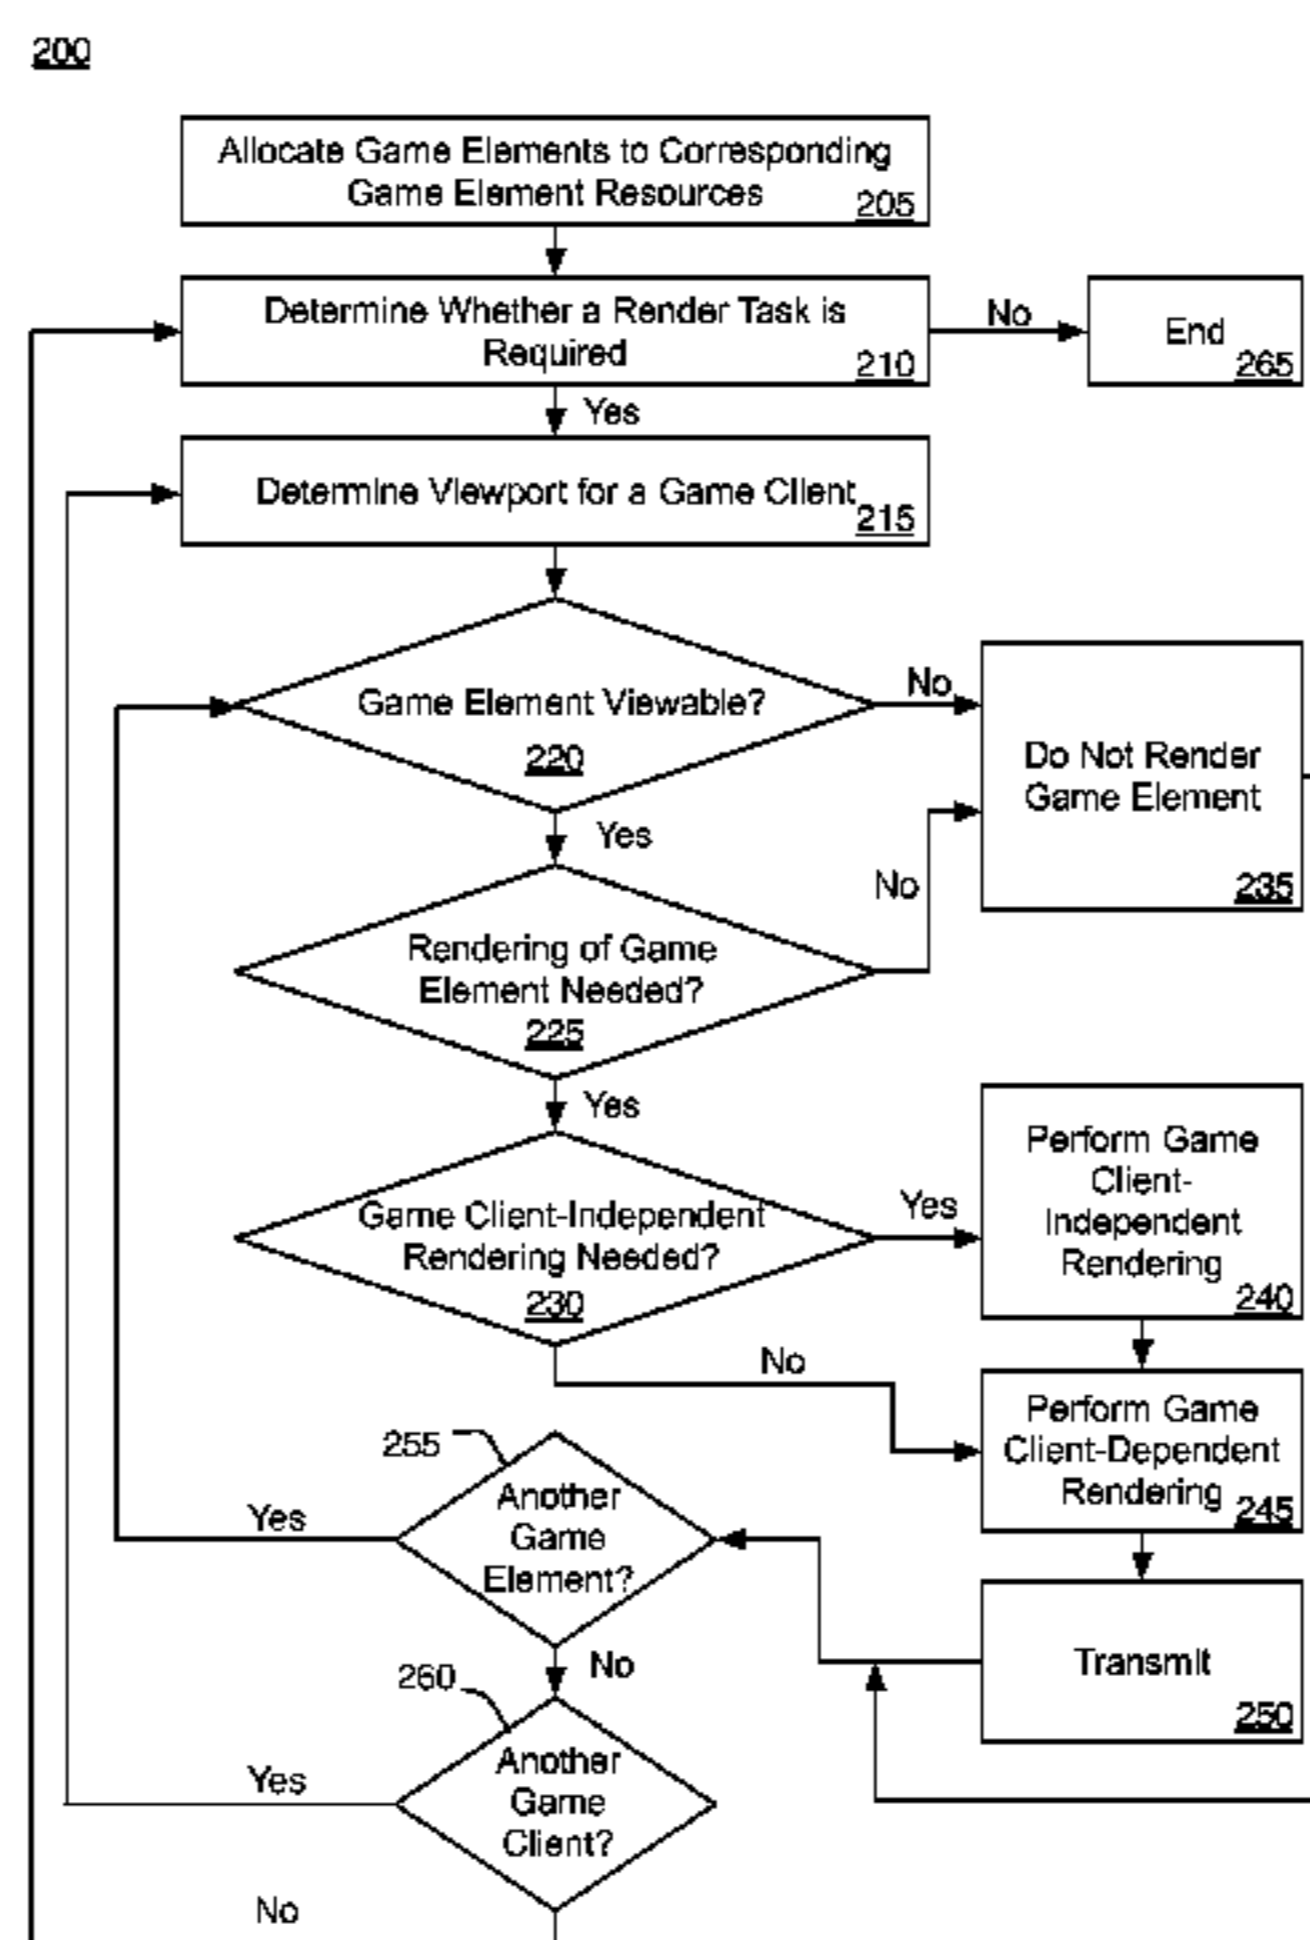 200
Allocate Game Elements to Corresponding
Game Element Resources
205
Determine Whether a Render Task is
Required
210
No
End
265
Yes
Determine Viewport for a Game Client
215
Game Element Viewable?
220
No
Do Not Render
Game Element
235
Yes
No
Rendering of Game
Element Needed?
225
Yes
Game Client-Independent
Rendering Needed?
230
Yes
Perform Game
Client-
Independent
Rendering
240
No
Perform Game
Client-Dependent
Rendering
245
255
Another
Game
Element?
Yes
No
Transmit
250
260
Another
Game
Client?
Yes
No